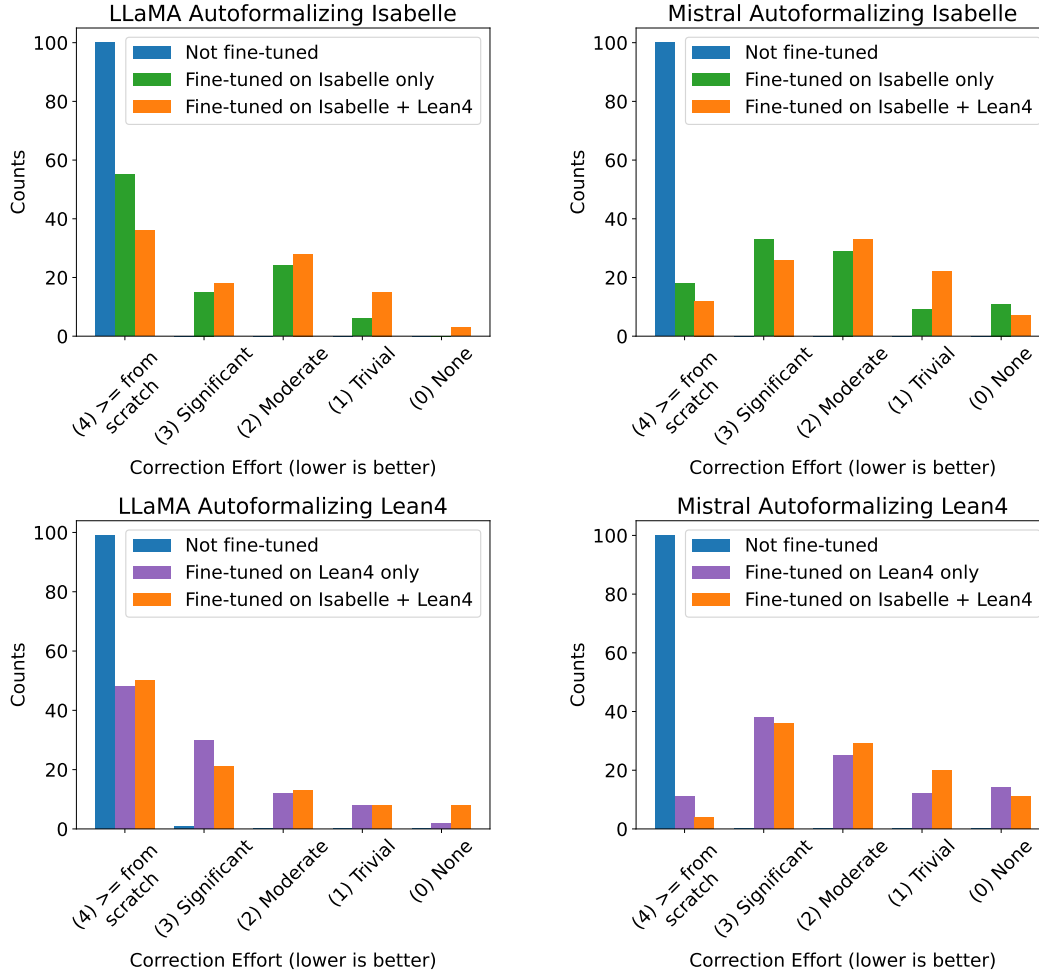 LLaMA Autoformalizing Isabelle
Counts
100
80
60
40
20
0
Not fine-tuned
Fine-tuned on Isabelle only
Fine-tuned on Isabelle + Lean4
(4) >= from
scratch
(3) Significant
(2) Moderate
(1) Trivial
(0) None
Correction Effort (lower is better)
Mistral Autoformalizing Isabelle
Counts
100
80
60
40
20
0
Not fine-tuned
Fine-tuned on Isabelle only
Fine-tuned on Isabelle + Lean4
(4) >= from
scratch
(3) Significant
(2) Moderate
(1) Trivial
(0) None
Correction Effort (lower is better)
LLaMA Autoformalizing Lean4
Counts
100
80
60
40
20
0
Not fine-tuned
Fine-tuned on Lean4 only
Fine-tuned on Isabelle + Lean4
(4) >= from
scratch
(3) Significant
(2) Moderate
(1) Trivial
(0) None
Correction Effort (lower is better)
Mistral Autoformalizing Lean4
Counts
100
80
60
40
20
0
Not fine-tuned
Fine-tuned on Lean4 only
Fine-tuned on Isabelle + Lean4
(4) >= from
scratch
(3) Significant
(2) Moderate
(1) Trivial
(0) None
Correction Effort (lower is better)